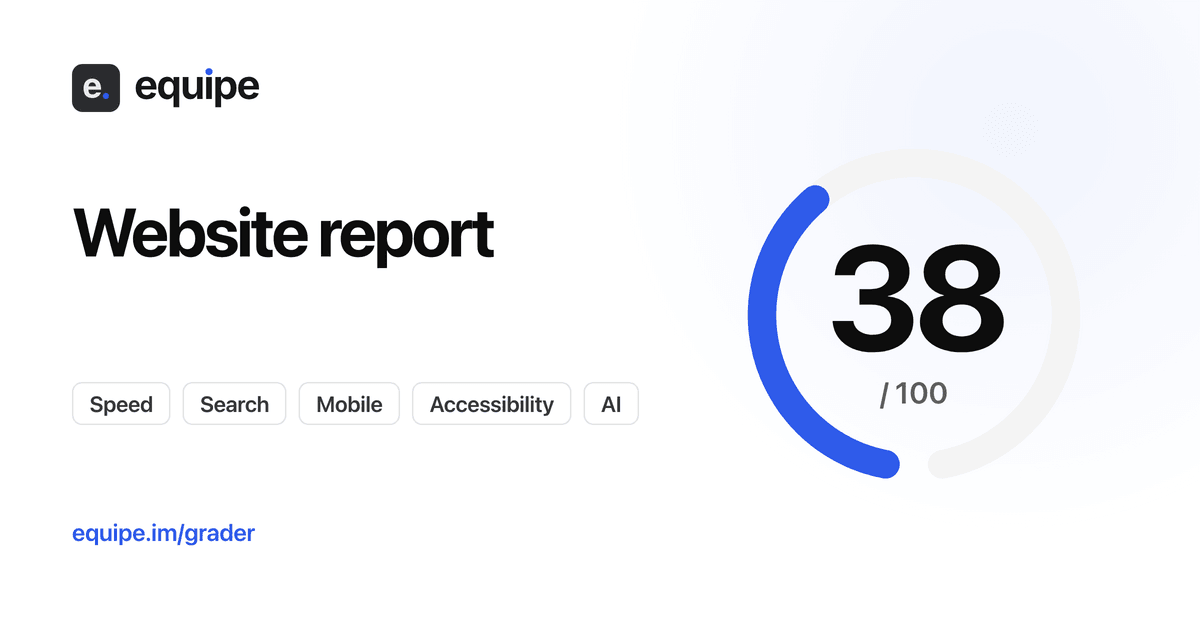 e. equipe
Website report
38
/ 100
Speed Search Mobile Accessibility AI
equipe.im/grader